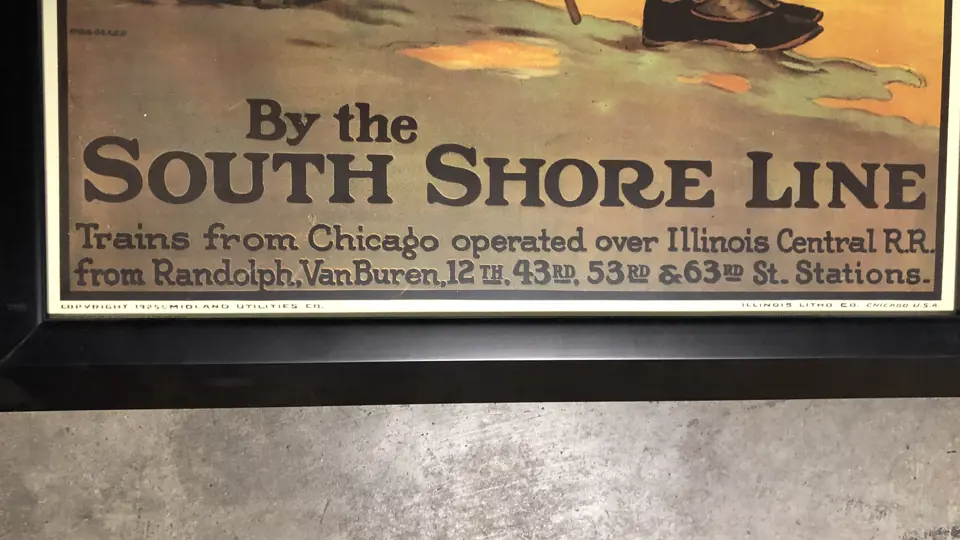 By the
SOUTH SHORE LINE
Trains from Chicago operated over Illinois Central R.R.
from Randolph, Van Buren, 12TH, 43RD, 53RD & 63RD St. Stations.
COPYRIGHT 1925 MIDLAND UTILITIES CO.
ILLINOIS LITHO CO. CHICAGO U.S.A.